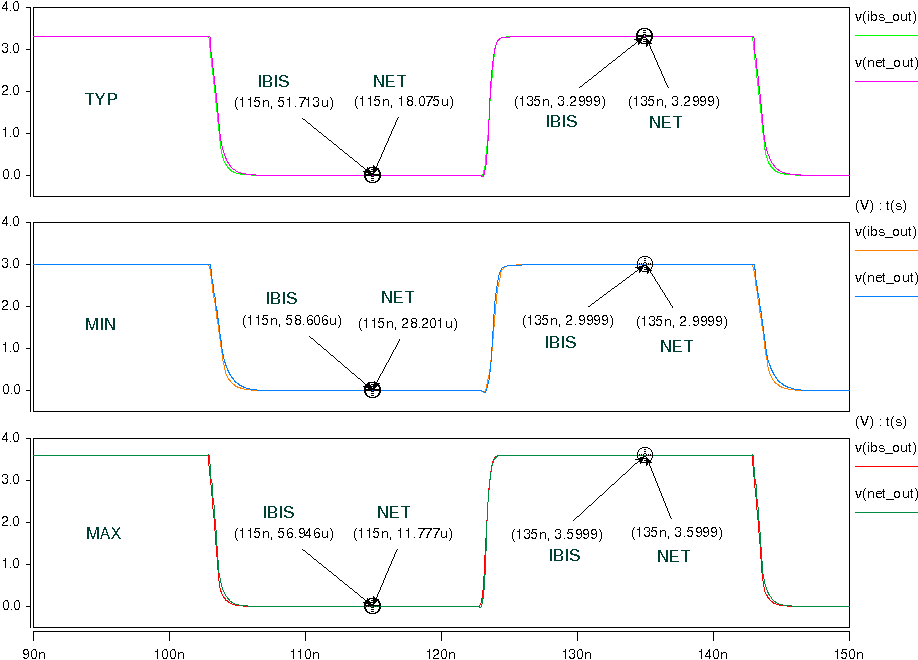 4.0
v(ibs_out)
3.0
v(net_out)
IBIS
NET
2.0
TYP
(115n, 51.713u)
(115n, 18.075u)
(135n, 3.2999)
(135n, 3.2999)
IBIS
NET
1.0
0.0
(V) : t(s)
4.0
v(ibs_out)
3.0
v(net_out)
IBIS
NET
2.0
MIN
(115n, 58.606u)
(115n, 28.201u)
(135n, 2.9999)
(135n, 2.9999)
IBIS
NET
1.0
0.0
(V) : t(s)
4.0
v(ibs_out)
3.0
v(net_out)
IBIS
NET
2.0
MAX
(115n, 56.946u)
(115n, 11.777u)
(135n, 3.5999)
(135n, 3.5999)
IBIS
NET
1.0
0.0
90n 100n 110n 120n 130n 140n 150n